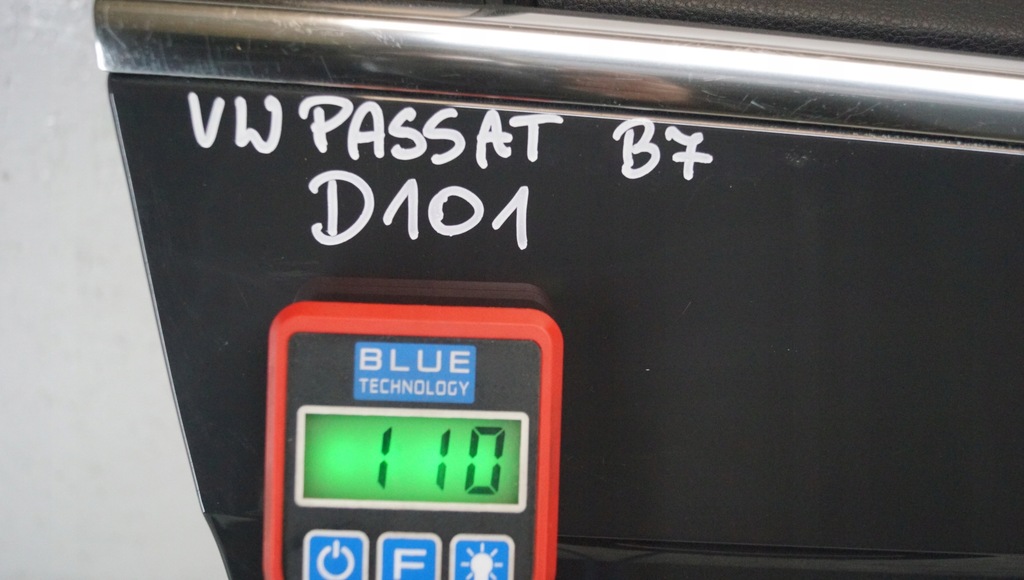 VW PASSAT B7
D101
BLUE
TECHNOLOGY
110
F